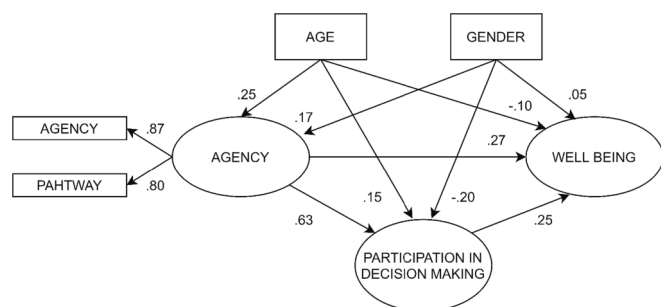 AGE
GENDER
.25
.17
-.10
.05
AGENCY
.87
AGENCY
.27
WELL BEING
PAHTWAY
.80
.63
.15
-.20
.25
PARTICIPATION IN
DECISION MAKING